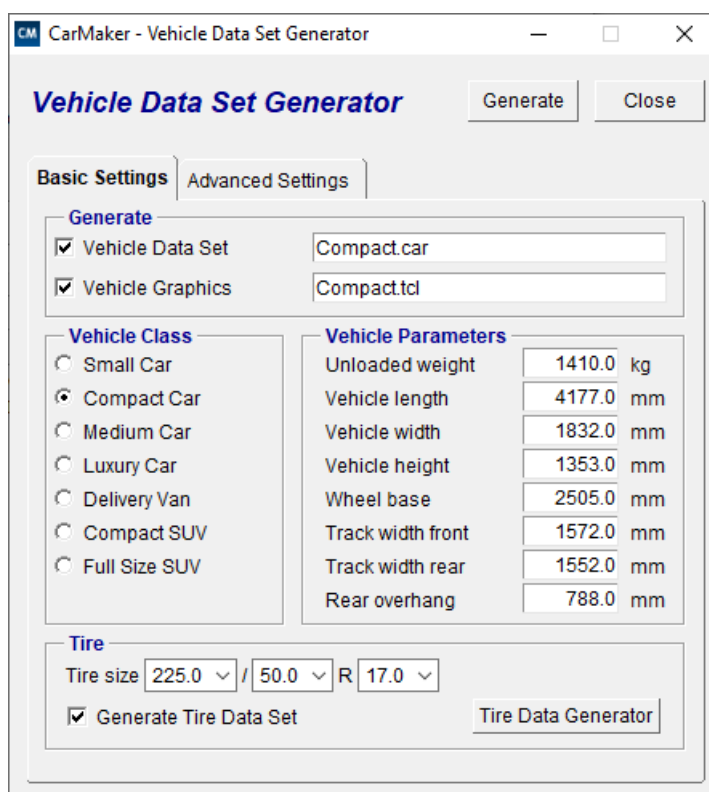 CM CarMaker - Vehicle Data Set Generator
Vehicle Data Set Generator Generate Close
Basic Settings Advanced Settings
Generate
Vehicle Data Set Compact.car
Vehicle Graphics Compact.tcl
Vehicle Class
Small Car
Compact Car
Medium Car
Luxury Car
Delivery Van
Compact SUV
Full Size SUV
Vehicle Parameters
Unloaded weight 1410.0 kg
Vehicle length 4177.0 mm
Vehicle width 1832.0 mm
Vehicle height 1353.0 mm
Wheel base 2505.0 mm
Track width front 1572.0 mm
Track width rear 1552.0 mm
Rear overhang 788.0 mm
Tire
Tire size 225.0 / 50.0 R 17.0
Generate Tire Data Set Tire Data Generator